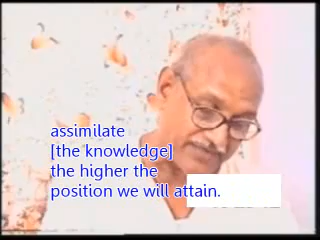 assimilate
[the knowledge]
the higher the
position we will attain.